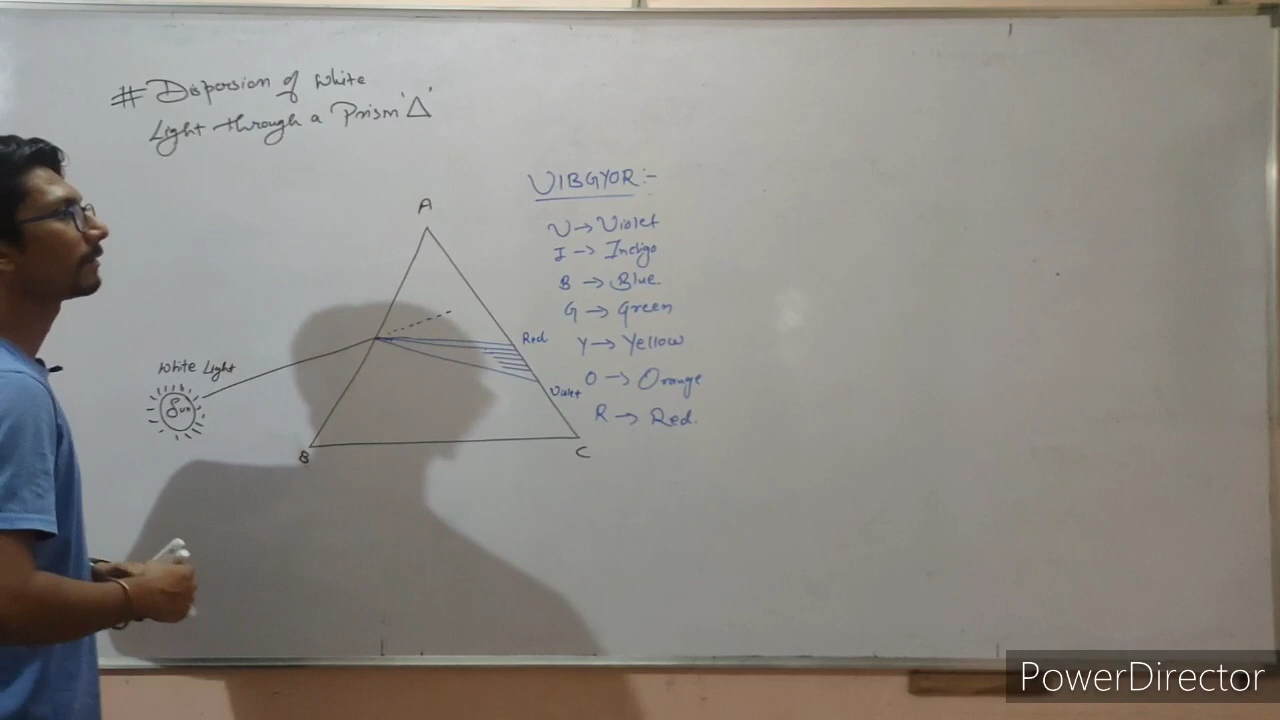 # Dispersion of White
Light through a Prism 'Δ'
VIBGYOR:-
V → Violet
I → Indigo
B → Blue
G → Green
Y → Yellow
O → Orange
R → Red.
A
Red
Violet
White Light
Sun
B
C
PowerDirector